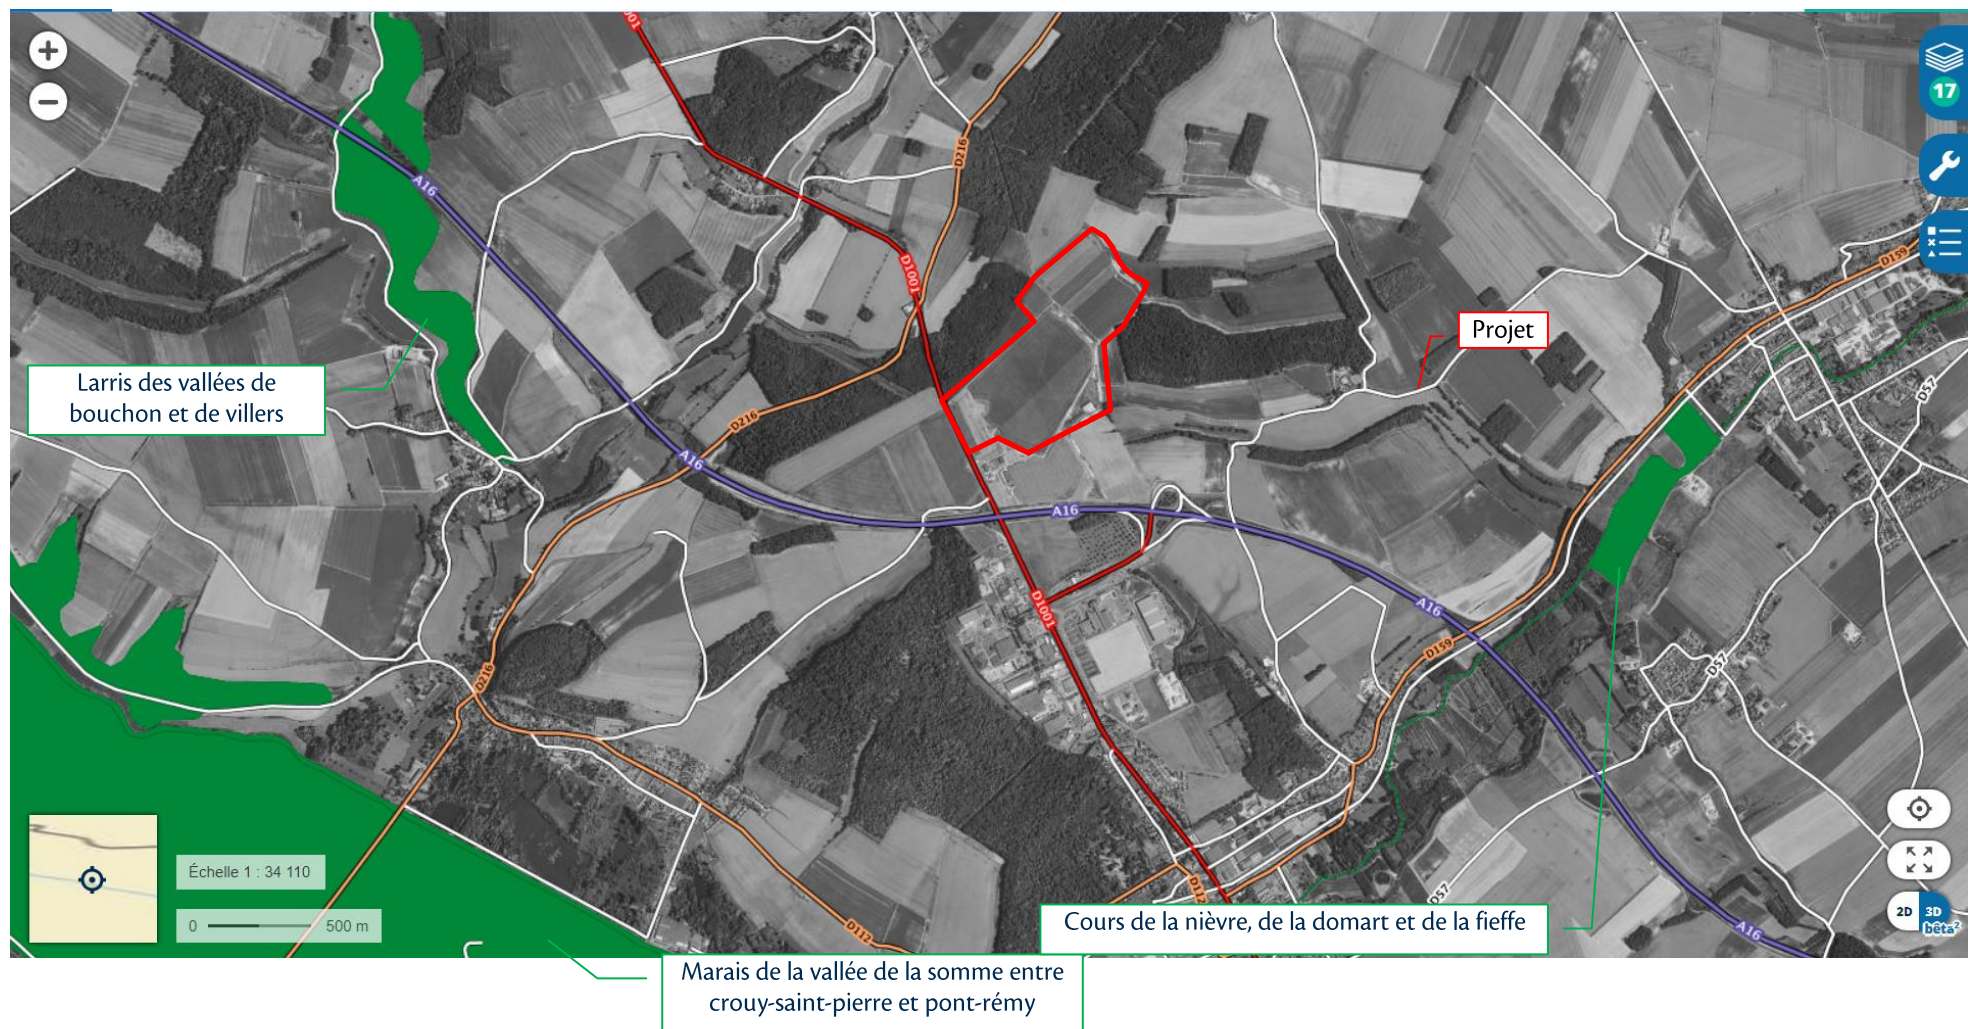 001
D216
17
A16
D159
D1001
Projet
Larris des vallées de
bouchon et de villers
D57
D216
A16
A16
D1001
A16
D159
D57
D216
Échelle 1 : 34 110
0 500 m
D112
D112
D57
2D 3D
bêta²
A16
Cours de la nièvre, de la domart et de la fieffe
Marais de la vallée de la somme entre
crouy-saint-pierre et pont-rémy